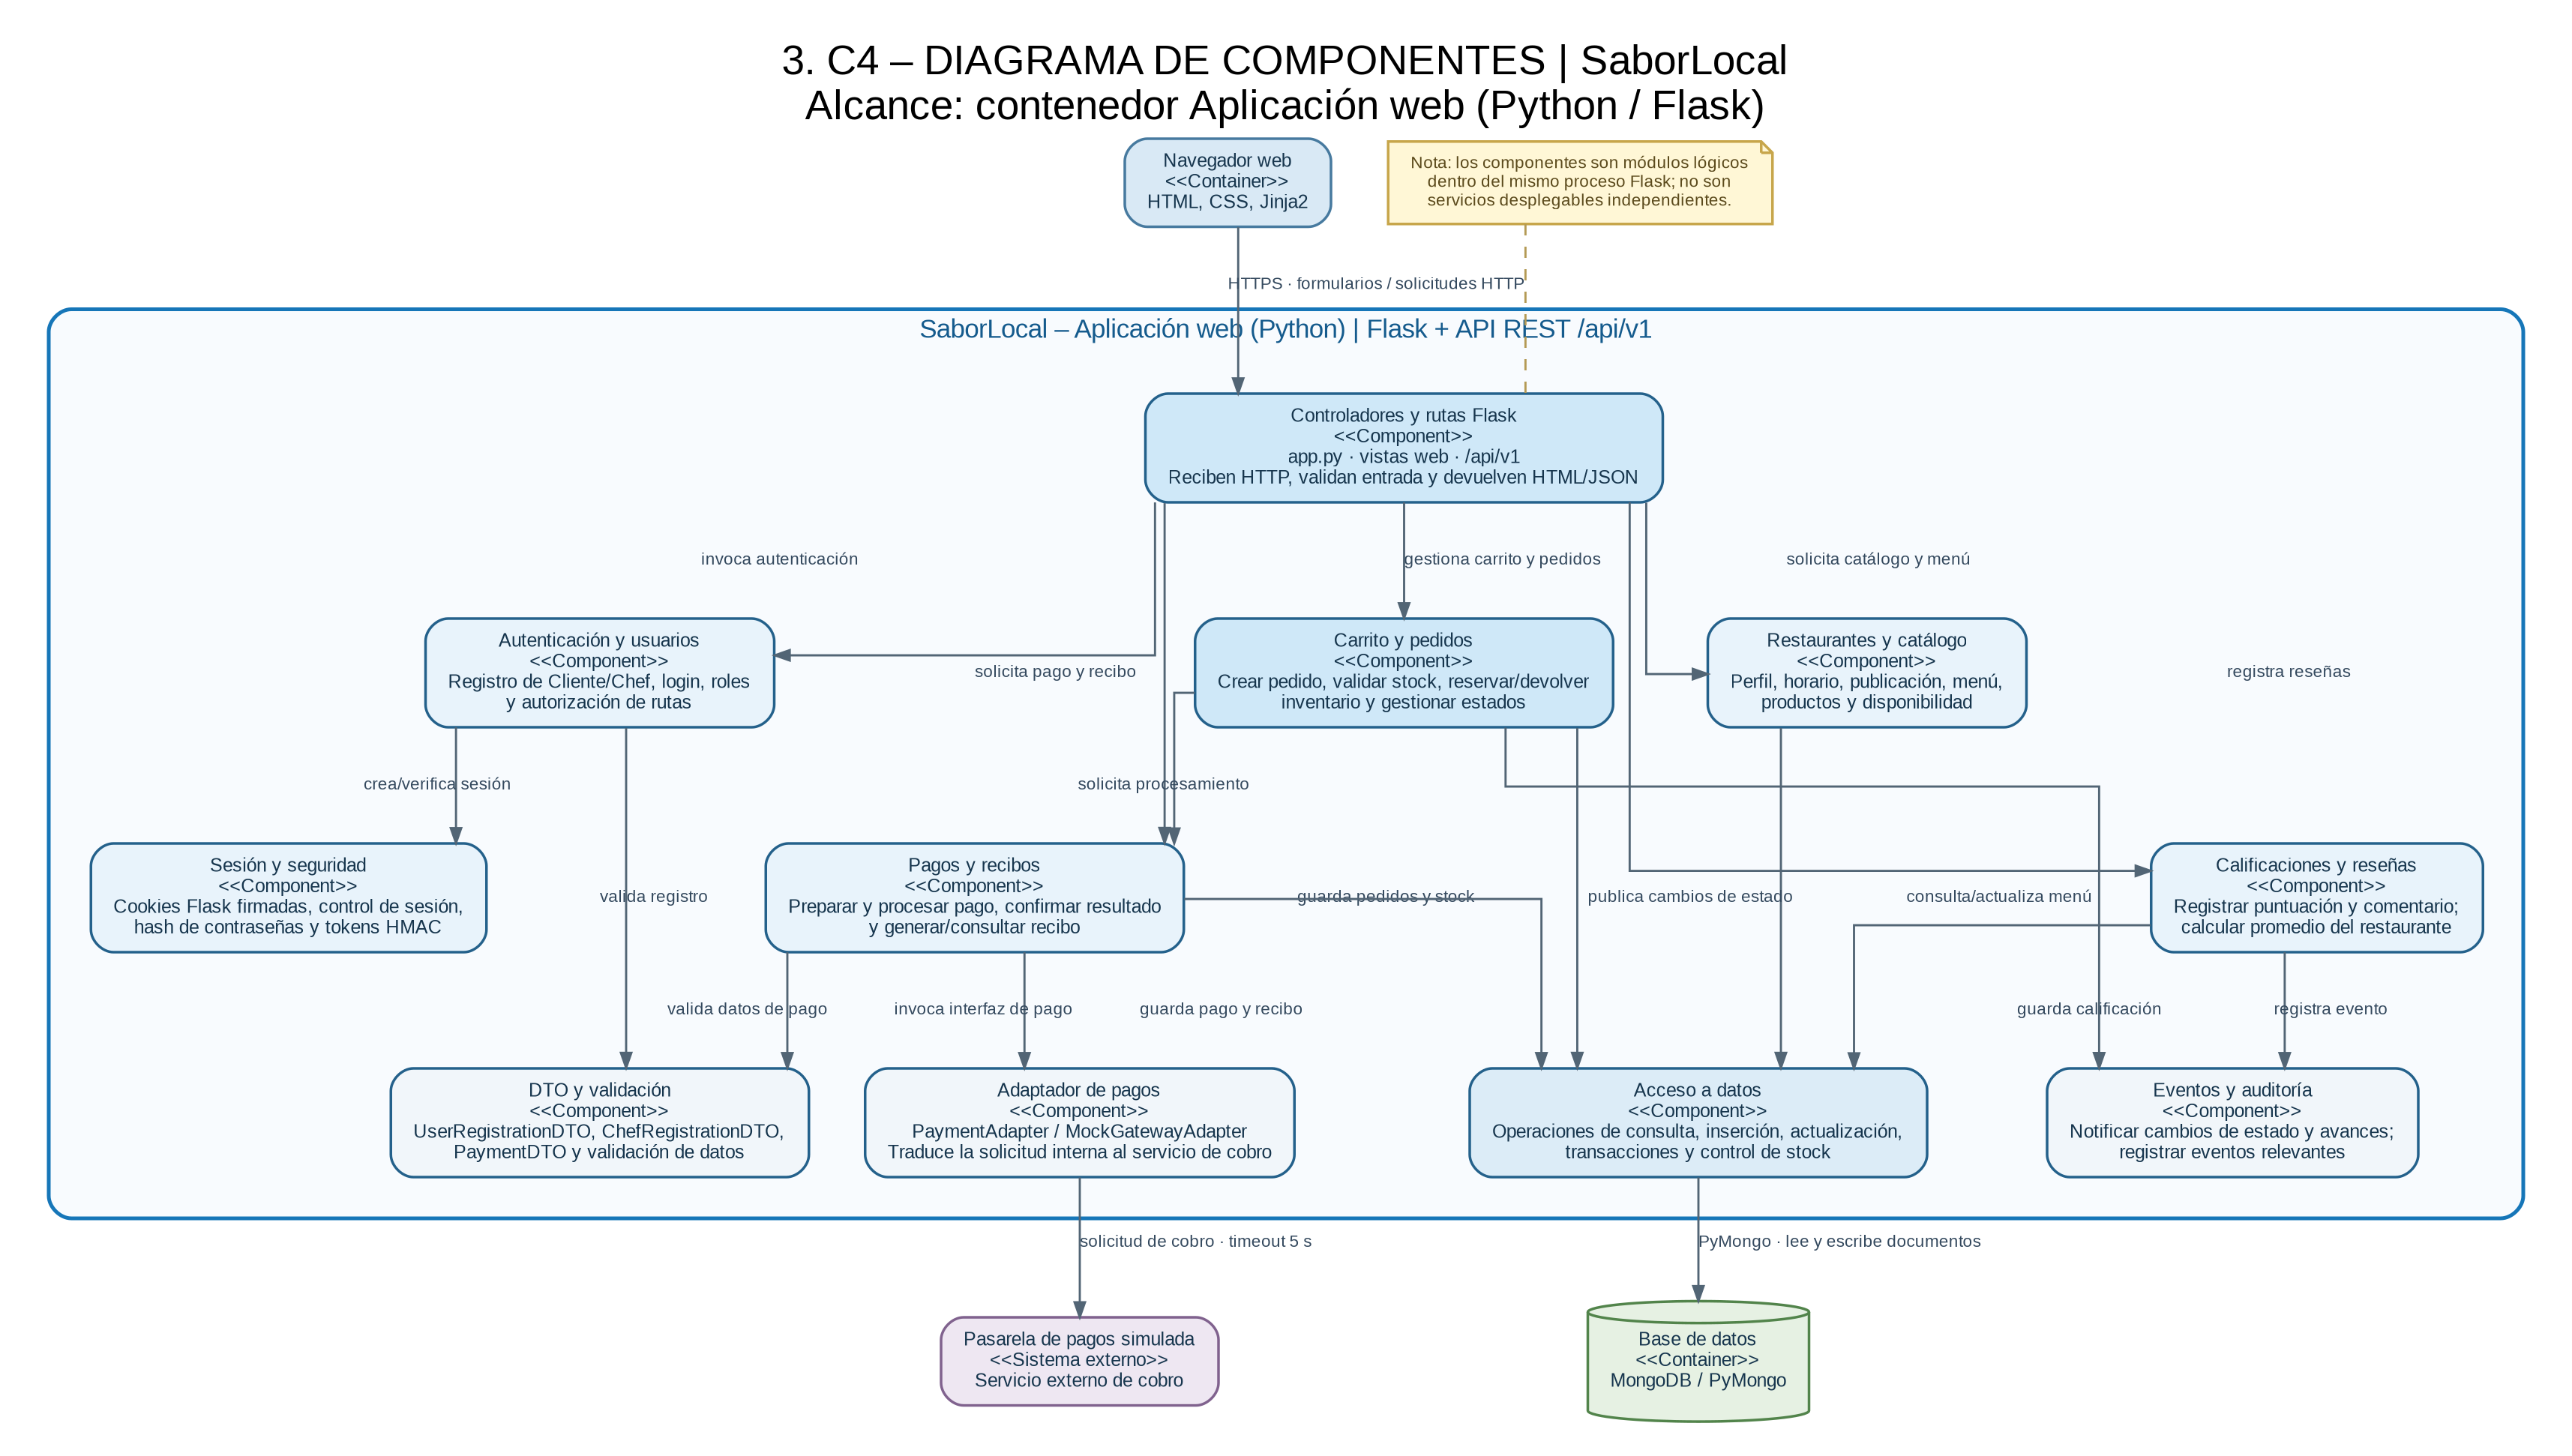 3. C4 – DIAGRAMA DE COMPONENTES | SaborLocal
Alcance: contenedor Aplicación web (Python / Flask)
Navegador web
<<Container>>
HTML, CSS, Jinja2
Nota: los componentes son módulos lógicos
dentro del mismo proceso Flask; no son
servicios desplegables independientes.
HTTPS · formularios / solicitudes HTTP
SaborLocal – Aplicación web (Python) | Flask + API REST /api/v1
Controladores y rutas Flask
<<Component>>
app.py · vistas web · /api/v1
Reciben HTTP, validan entrada y devuelven HTML/JSON
invoca autenticación
gestiona carrito y pedidos
solicita catálogo y menú
Autenticación y usuarios
<<Component>>
Registro de Cliente/Chef, login, roles
y autorización de rutas
solicita pago y recibo
Carrito y pedidos
<<Component>>
Crear pedido, validar stock, reservar/devolver
inventario y gestionar estados
Restaurantes y catálogo
<<Component>>
Perfil, horario, publicación, menú,
productos y disponibilidad
registra reseñas
crea/verifica sesión
solicita procesamiento
Sesión y seguridad
<<Component>>
Cookies Flask firmadas, control de sesión,
hash de contraseñas y tokens HMAC
valida registro
Pagos y recibos
<<Component>>
Preparar y procesar pago, confirmar resultado
y generar/consultar recibo
guarda pedidos y stock
publica cambios de estado
consulta/actualiza menú
Calificaciones y reseñas
<<Component>>
Registrar puntuación y comentario;
calcular promedio del restaurante
valida datos de pago
invoca interfaz de pago
guarda pago y recibo
guarda calificación
registra evento
DTO y validación
<<Component>>
UserRegistrationDTO, ChefRegistrationDTO,
PaymentDTO y validación de datos
Adaptador de pagos
<<Component>>
PaymentAdapter / MockGatewayAdapter
Traduce la solicitud interna al servicio de cobro
Acceso a datos
<<Component>>
Operaciones de consulta, inserción, actualización,
transacciones y control de stock
Eventos y auditoría
<<Component>>
Notificar cambios de estado y avances;
registrar eventos relevantes
solicitud de cobro · timeout 5 s
PyMongo · lee y escribe documentos
Pasarela de pagos simulada
<<Sistema externo>>
Servicio externo de cobro
Base de datos
<<Container>>
MongoDB / PyMongo